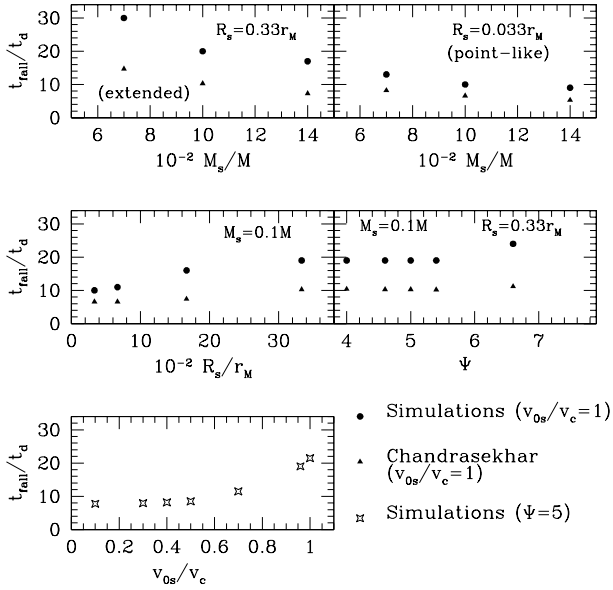 R_s=0.33r_M
R_s=0.033r_M
(point-like)
(extended)
t_fall/t_d
30
20
10
0
6 8 10 12 14
6 8 10 12 14
10^-2 M_s/M
10^-2 M_s/M
M_s=0.1M
M_s=0.1M
R_s=0.33r_M
t_fall/t_d
30
20
10
0
0 10 20 30
4 5 6 7
10^-2 R_s/r_M
Ψ
t_fall/t_d
30
20
10
0
0 0.2 0.4 0.6 0.8 1
v_0s/v_c
Simulations (v_0s/v_c=1)
Chandrasekhar
(v_0s/v_c=1)
Simulations (Ψ=5)